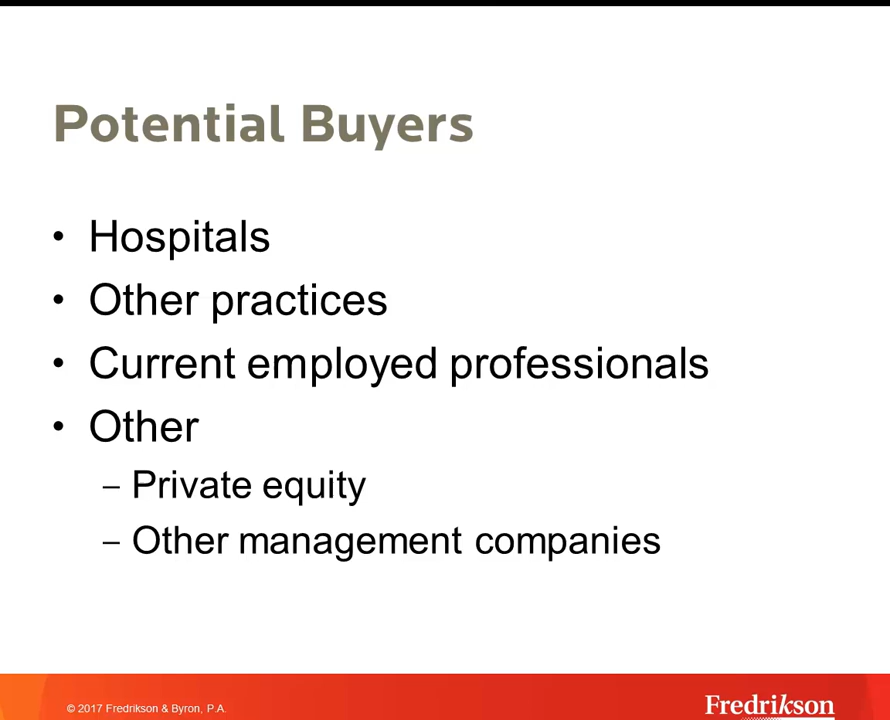 Potential Buyers
• Hospitals
• Other practices
• Current employed professionals
• Other
– Private equity
– Other management companies
© 2017 Fredrikson & Byron, P.A.
Fredrikson